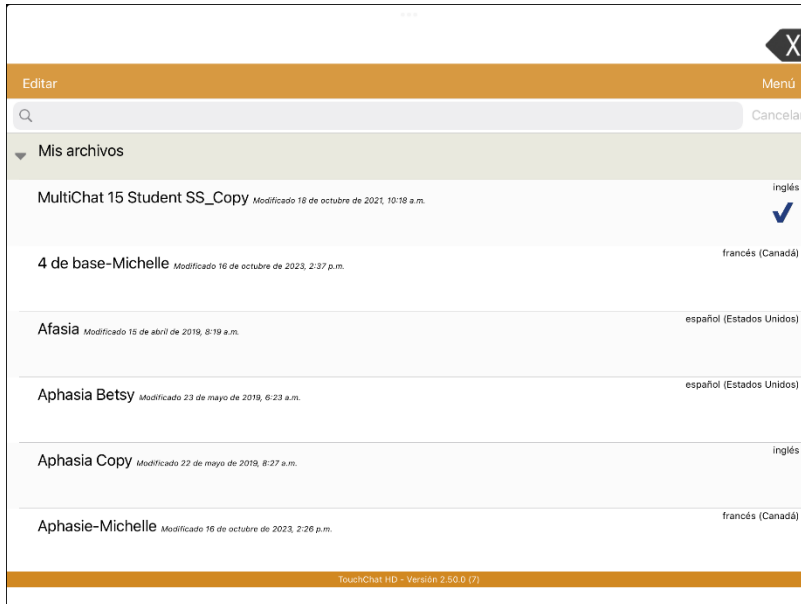 X
Editar Menú
Cancelar
Mis archivos
inglés
MultiChat 15 Student SS_Copy Modificado 18 de octubre de 2021, 10:18 a.m.
francés (Canadá)
4 de base-Michelle Modificado 16 de octubre de 2023, 2:37 p.m.
español (Estados Unidos)
Afasia Modificado 15 de abril de 2019, 8:19 a.m.
español (Estados Unidos)
Aphasia Betsy Modificado 23 de mayo de 2019, 6:23 a.m.
inglés
Aphasia Copy Modificado 22 de mayo de 2019, 8:27 a.m.
francés (Canadá)
Aphasie-Michelle Modificado 16 de octubre de 2023, 2:26 p.m.
TouchChat HD - Versión 2.50.0 (7)